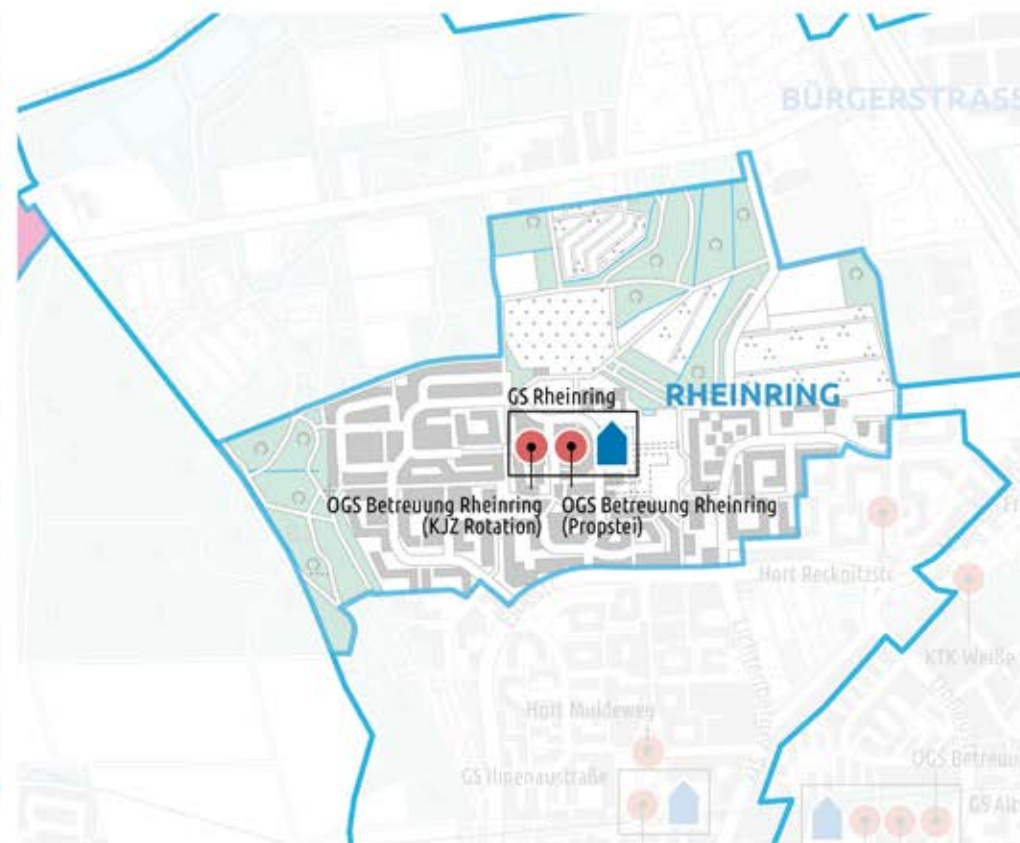 BÜRGERSTRASS
RHEINRING
GS Rheinring
OGS Betreuung Rheinring
(KJZ Rotation)
OGS Betreuung Rheinring
(Propstei)
Hort Recknitzstr
KTK Weiße
Hort Muldeweg
GS Ilmenaustraße
OGS Betreuu
GS Alt